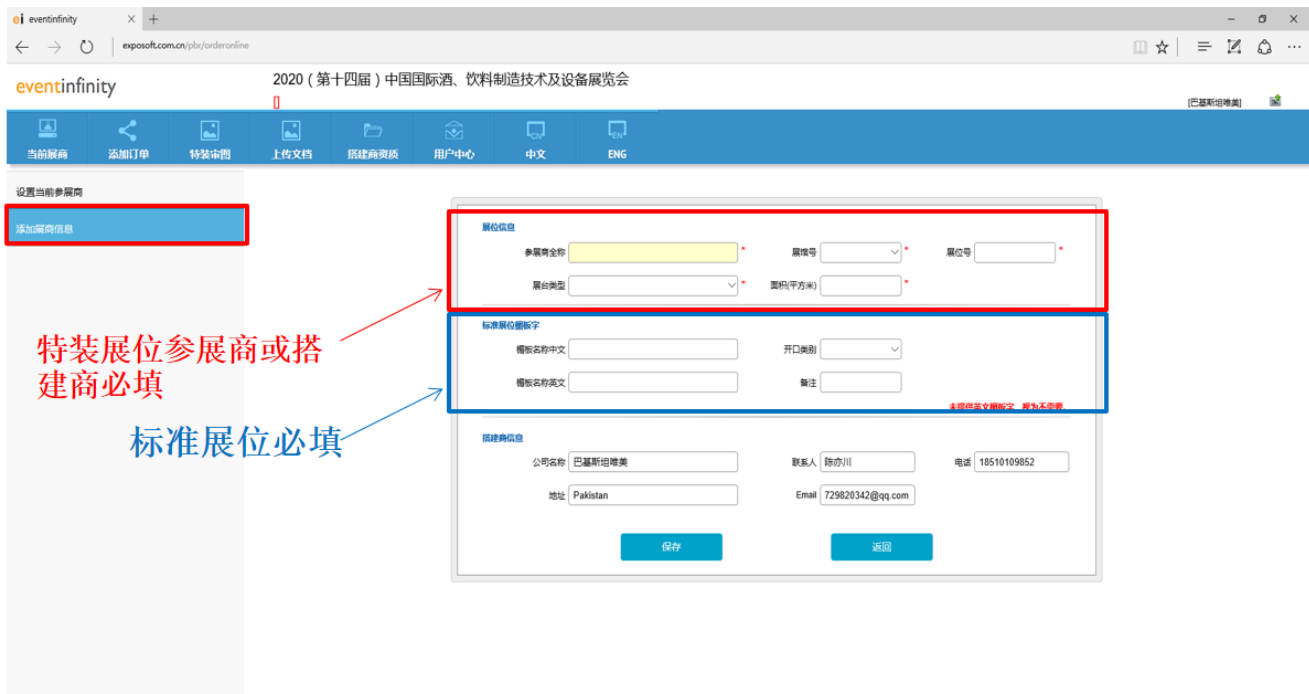 ei eventinfinity
exposoft.com.cn/pbr/orderonline
eventinfinity
2020（第十四届）中国国际酒、饮料制造技术及设备展览会
[]
[巴基斯坦唯美]
当前展商 添加订单 特装审图 上传文档 搭建商资质 用户中心 中文 ENG
设置当前参展商
添加展商信息
展位信息
参展商全称 * 展馆号 * 展位号 *
展台类型 * 面积(平方米) *
特装展位参展商或搭
建商必填
标准展位楣板字
楣板名称中文 开口类别
楣板名称英文 备注
未提供英文楣板字，视为不需要
标准展位必填
搭建商信息
公司名称 巴基斯坦唯美 联系人 陈亦川 电话 18510109852
地址 Pakistan Email 729820342@qq.com
保存 返回